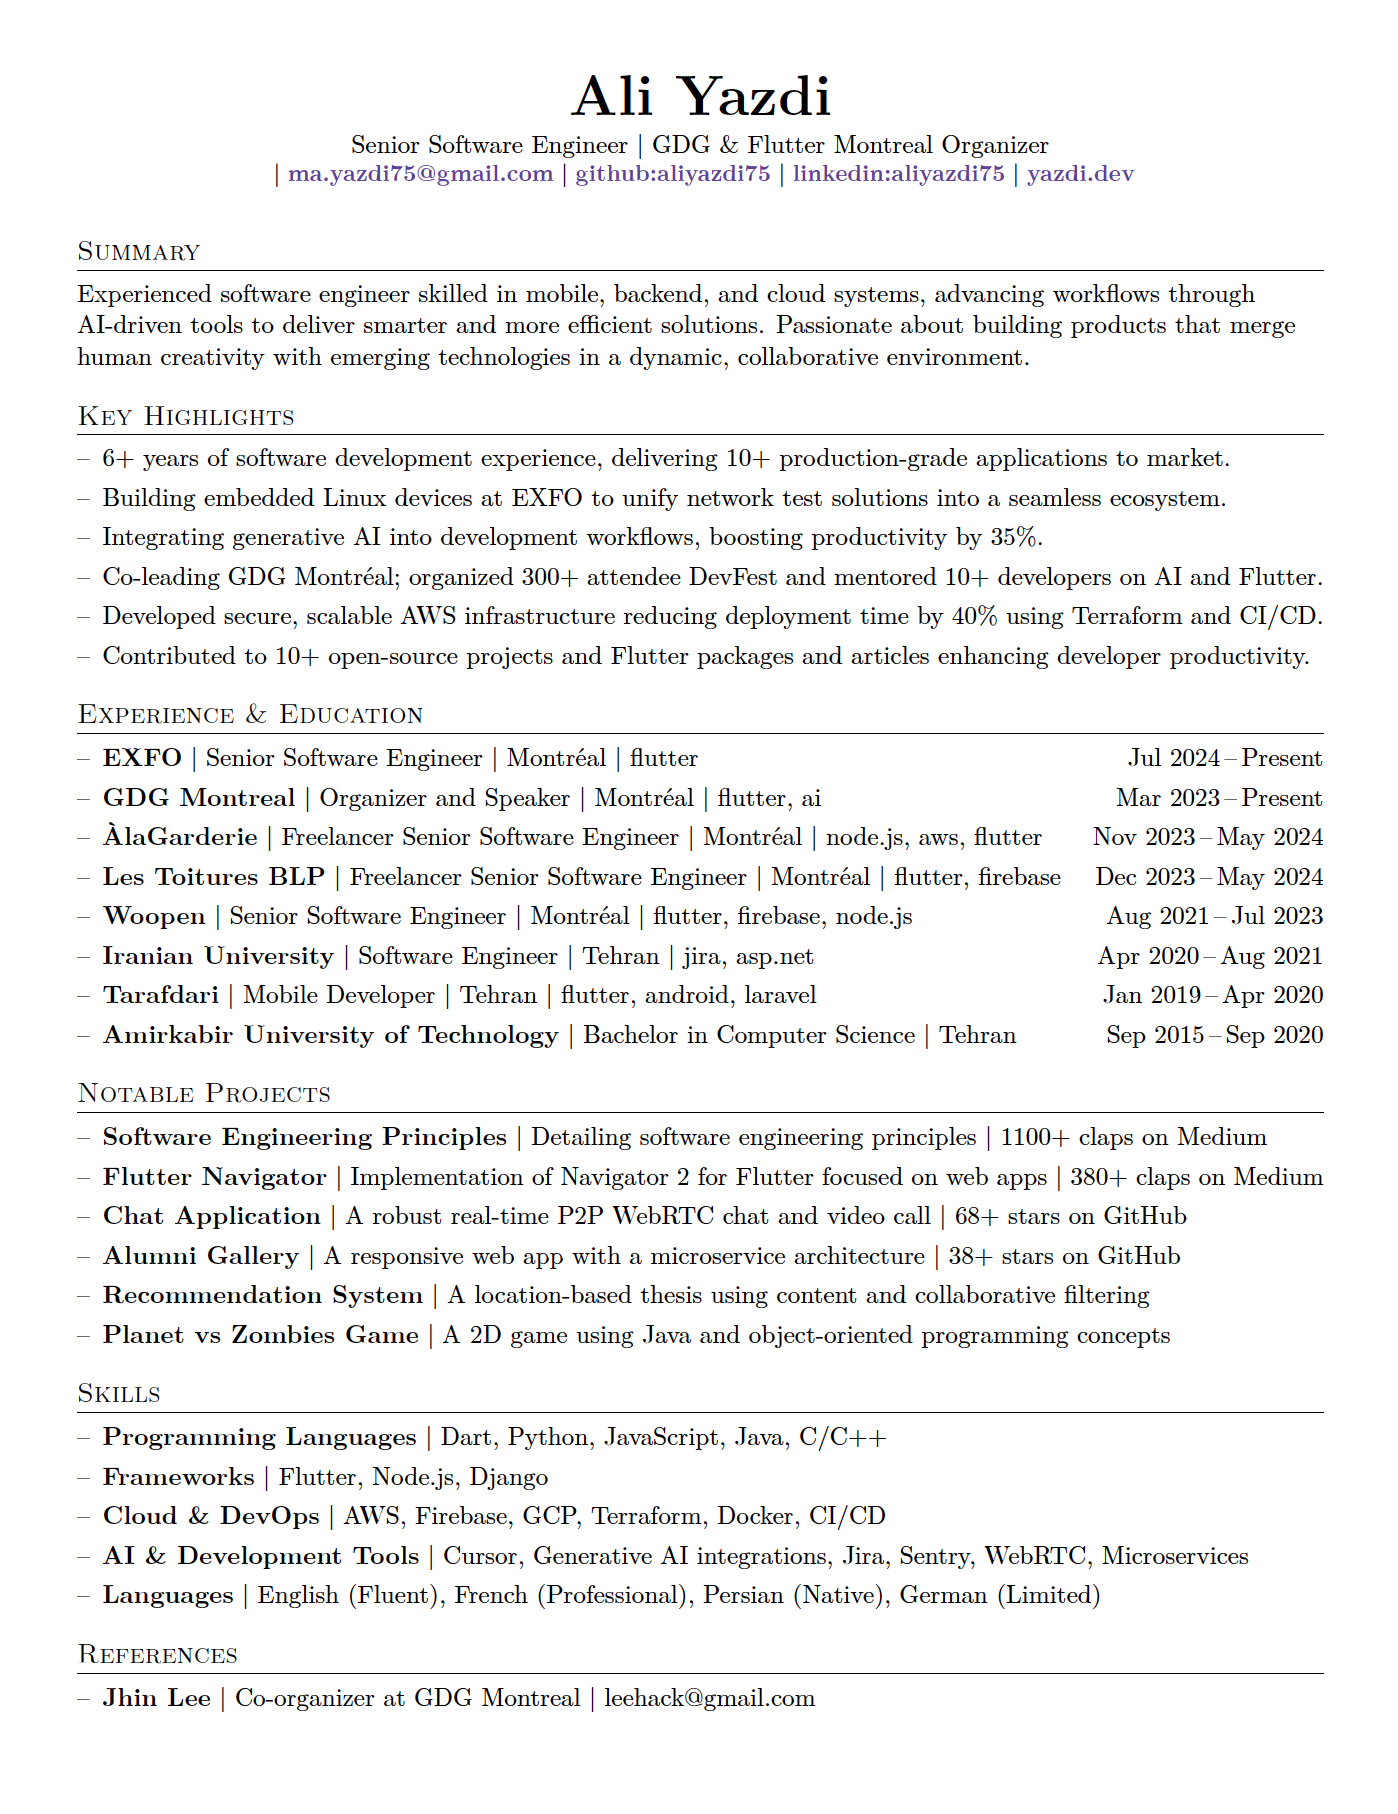 Ali Yazdi
Senior Software Engineer | GDG & Flutter Montreal Organizer
| ma.yazdi75@gmail.com | github:aliyazdi75 | linkedin:aliyazdi75 | yazdi.dev
Summary
Experienced software engineer skilled in mobile, backend, and cloud systems, advancing workflows through
AI-driven tools to deliver smarter and more efficient solutions. Passionate about building products that merge
human creativity with emerging technologies in a dynamic, collaborative environment.
Key Highlights
– 6+ years of software development experience, delivering 10+ production-grade applications to market.
– Building embedded Linux devices at EXFO to unify network test solutions into a seamless ecosystem.
– Integrating generative AI into development workflows, boosting productivity by 35%.
– Co-leading GDG Montréal; organized 300+ attendee DevFest and mentored 10+ developers on AI and Flutter.
– Developed secure, scalable AWS infrastructure reducing deployment time by 40% using Terraform and CI/CD.
– Contributed to 10+ open-source projects and Flutter packages and articles enhancing developer productivity.
Experience & Education
– EXFO | Senior Software Engineer | Montréal | flutter Jul 2024 – Present
– GDG Montreal | Organizer and Speaker | Montréal | flutter, ai Mar 2023 – Present
– ÀlaGarderie | Freelancer Senior Software Engineer | Montréal | node.js, aws, flutter Nov 2023 – May 2024
– Les Toitures BLP | Freelancer Senior Software Engineer | Montréal | flutter, firebase Dec 2023 – May 2024
– Woopen | Senior Software Engineer | Montréal | flutter, firebase, node.js Aug 2021 – Jul 2023
– Iranian University | Software Engineer | Tehran | jira, asp.net Apr 2020 – Aug 2021
– Tarafdari | Mobile Developer | Tehran | flutter, android, laravel Jan 2019 – Apr 2020
– Amirkabir University of Technology | Bachelor in Computer Science | Tehran Sep 2015 – Sep 2020
Notable Projects
– Software Engineering Principles | Detailing software engineering principles | 1100+ claps on Medium
– Flutter Navigator | Implementation of Navigator 2 for Flutter focused on web apps | 380+ claps on Medium
– Chat Application | A robust real-time P2P WebRTC chat and video call | 68+ stars on GitHub
– Alumni Gallery | A responsive web app with a microservice architecture | 38+ stars on GitHub
– Recommendation System | A location-based thesis using content and collaborative filtering
– Planet vs Zombies Game | A 2D game using Java and object-oriented programming concepts
Skills
– Programming Languages | Dart, Python, JavaScript, Java, C/C++
– Frameworks | Flutter, Node.js, Django
– Cloud & DevOps | AWS, Firebase, GCP, Terraform, Docker, CI/CD
– AI & Development Tools | Cursor, Generative AI integrations, Jira, Sentry, WebRTC, Microservices
– Languages | English (Fluent), French (Professional), Persian (Native), German (Limited)
References
– Jhin Lee | Co-organizer at GDG Montreal | leehack@gmail.com